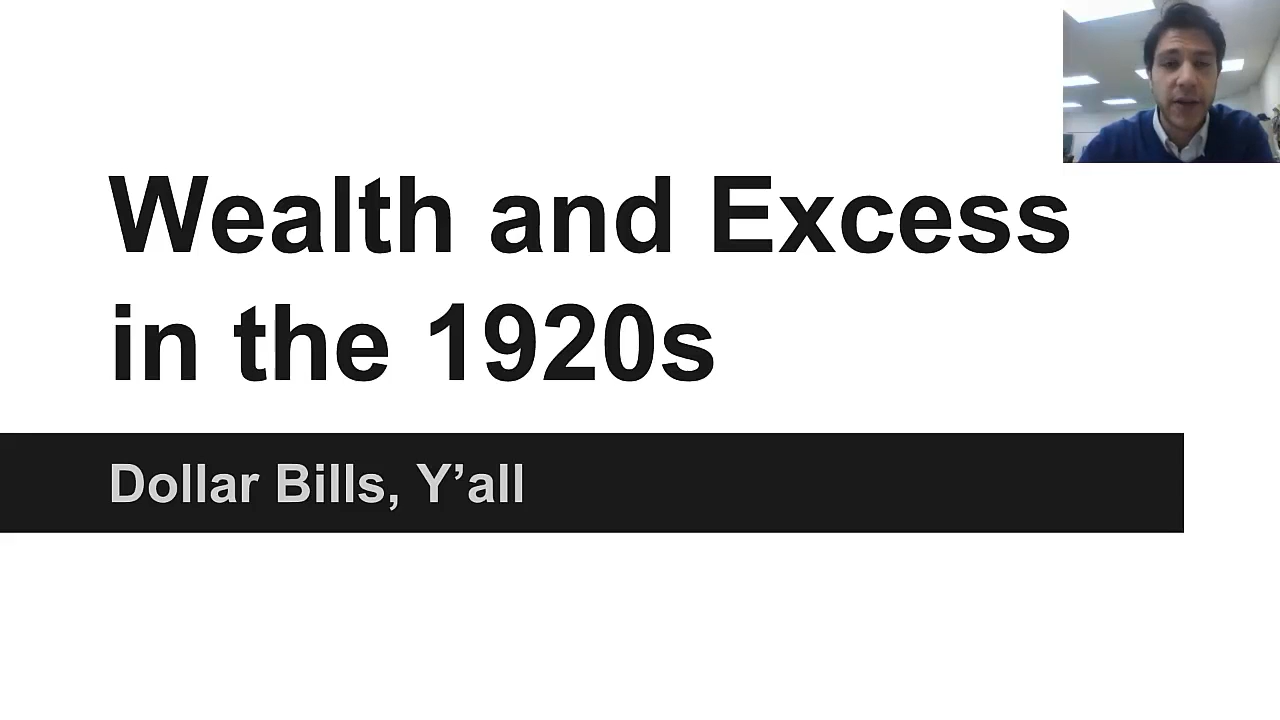 Wealth and Excess
in the 1920s
Dollar Bills, Y’all